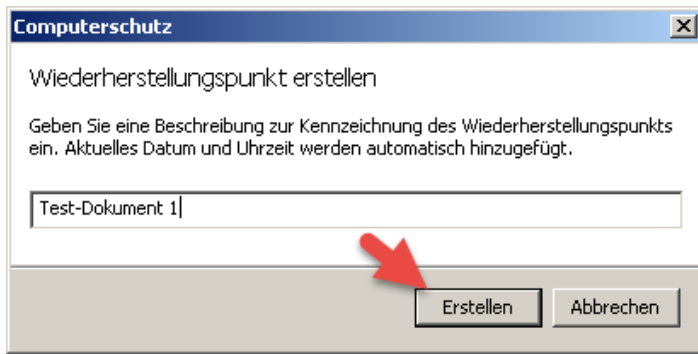 Computerschutz
Wiederherstellungspunkt erstellen
Geben Sie eine Beschreibung zur Kennzeichnung des Wiederherstellungspunkts
ein. Aktuelles Datum und Uhrzeit werden automatisch hinzugefügt.
Test-Dokument 1
Erstellen Abbrechen